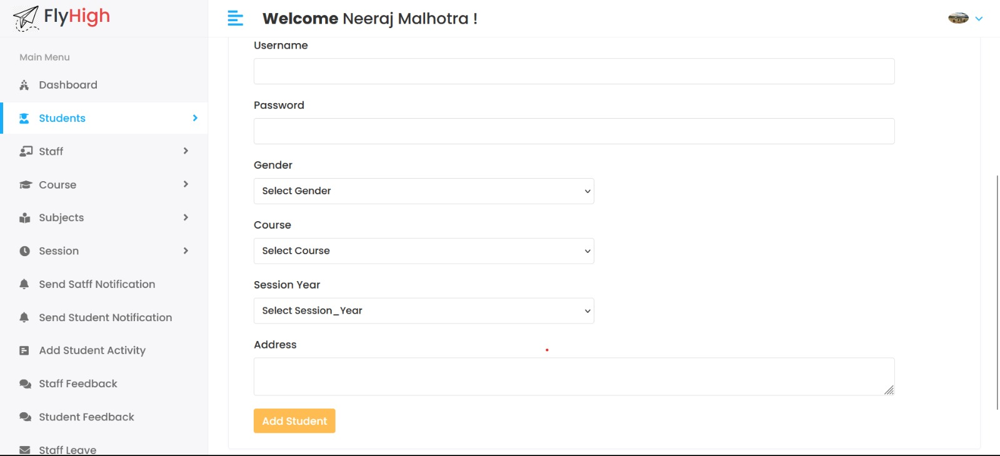 FlyHigh
Welcome Neeraj Malhotra !
Main Menu
Dashboard
Students
Staff
Course
Subjects
Session
Send Satff Notification
Send Student Notification
Add Student Activity
Staff Feedback
Student Feedback
Staff Leave
Username
Password
Gender
Select Gender
Course
Select Course
Session Year
Select Session_Year
Address
Add Student